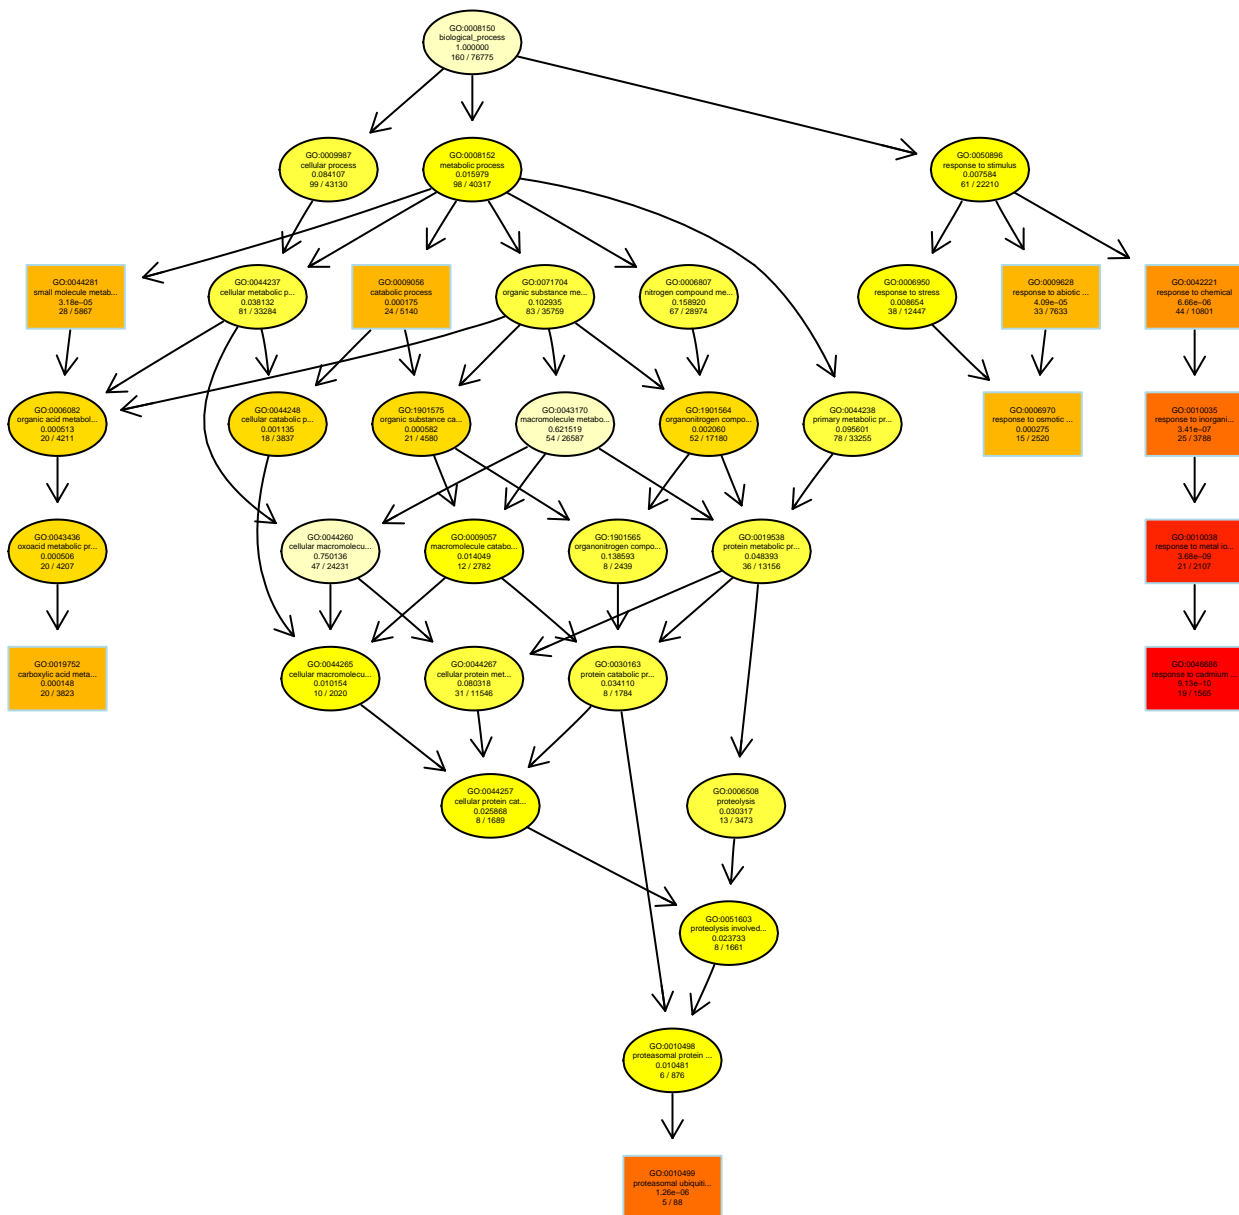 GO:0008150
biological_process
1.000000
160 / 76775
GO:0009987
cellular process
0.084107
99 / 43130
GO:0008152
metabolic process
0.015979
98 / 40317
GO:0050896
response to stimulus
0.007584
61 / 22210
GO:0044281
small molecule metab...
3.18e−05
28 / 5867
GO:0044237
cellular metabolic p...
0.038132
81 / 33284
GO:0009056
catabolic process
0.000175
24 / 5140
GO:0071704
organic substance me...
0.102935
83 / 35759
GO:0006807
nitrogen compound me...
0.158920
67 / 28974
GO:0006950
response to stress
0.008654
38 / 12447
GO:0009628
response to abiotic ...
4.09e−05
33 / 7633
GO:0042221
response to chemical
6.66e−06
44 / 10801
GO:0006082
organic acid metabol...
0.000513
20 / 4211
GO:0044248
cellular catabolic p...
0.001135
18 / 3837
GO:1901575
organic substance ca...
0.000582
21 / 4580
GO:0043170
macromolecule metabo...
0.621519
54 / 26587
GO:1901564
organonitrogen compo...
0.002060
52 / 17180
GO:0044238
primary metabolic pr...
0.095601
78 / 33255
GO:0006970
response to osmotic ...
0.000275
15 / 2520
GO:0010035
response to inorgani...
3.41e−07
25 / 3788
GO:0043436
oxoacid metabolic pr...
0.000506
20 / 4207
GO:0044260
cellular macromolecu...
0.750136
47 / 24231
GO:0009057
macromolecule catabo...
0.014049
12 / 2782
GO:1901565
organonitrogen compo...
0.138593
8 / 2439
GO:0019538
protein metabolic pr...
0.048393
36 / 13156
GO:0010038
response to metal io...
3.68e−09
21 / 2107
GO:0019752
carboxylic acid meta...
0.000148
20 / 3823
GO:0044265
cellular macromolecu...
0.010154
10 / 2020
GO:0044267
cellular protein met...
0.080318
31 / 11546
GO:0030163
protein catabolic pr...
0.034110
8 / 1784
GO:0046686
response to cadmium ...
9.13e−10
19 / 1565
GO:0044257
cellular protein cat...
0.025868
8 / 1689
GO:0006508
proteolysis
0.030317
13 / 3473
GO:0051603
proteolysis involved...
0.023733
8 / 1661
GO:0010498
proteasomal protein ...
0.010481
6 / 876
GO:0010499
proteasomal ubiquiti...
1.26e−06
5 / 88